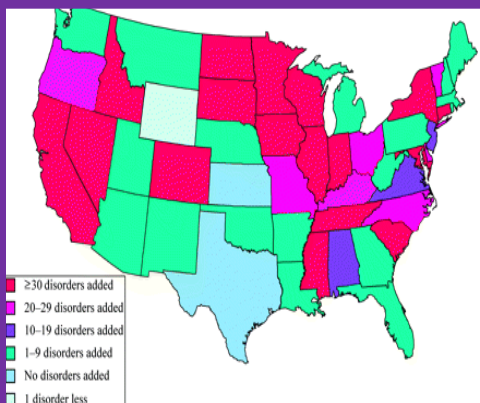 ≥30 disorders added
20–29 disorders added
10–19 disorders added
1–9 disorders added
No disorders added
1 disorder less